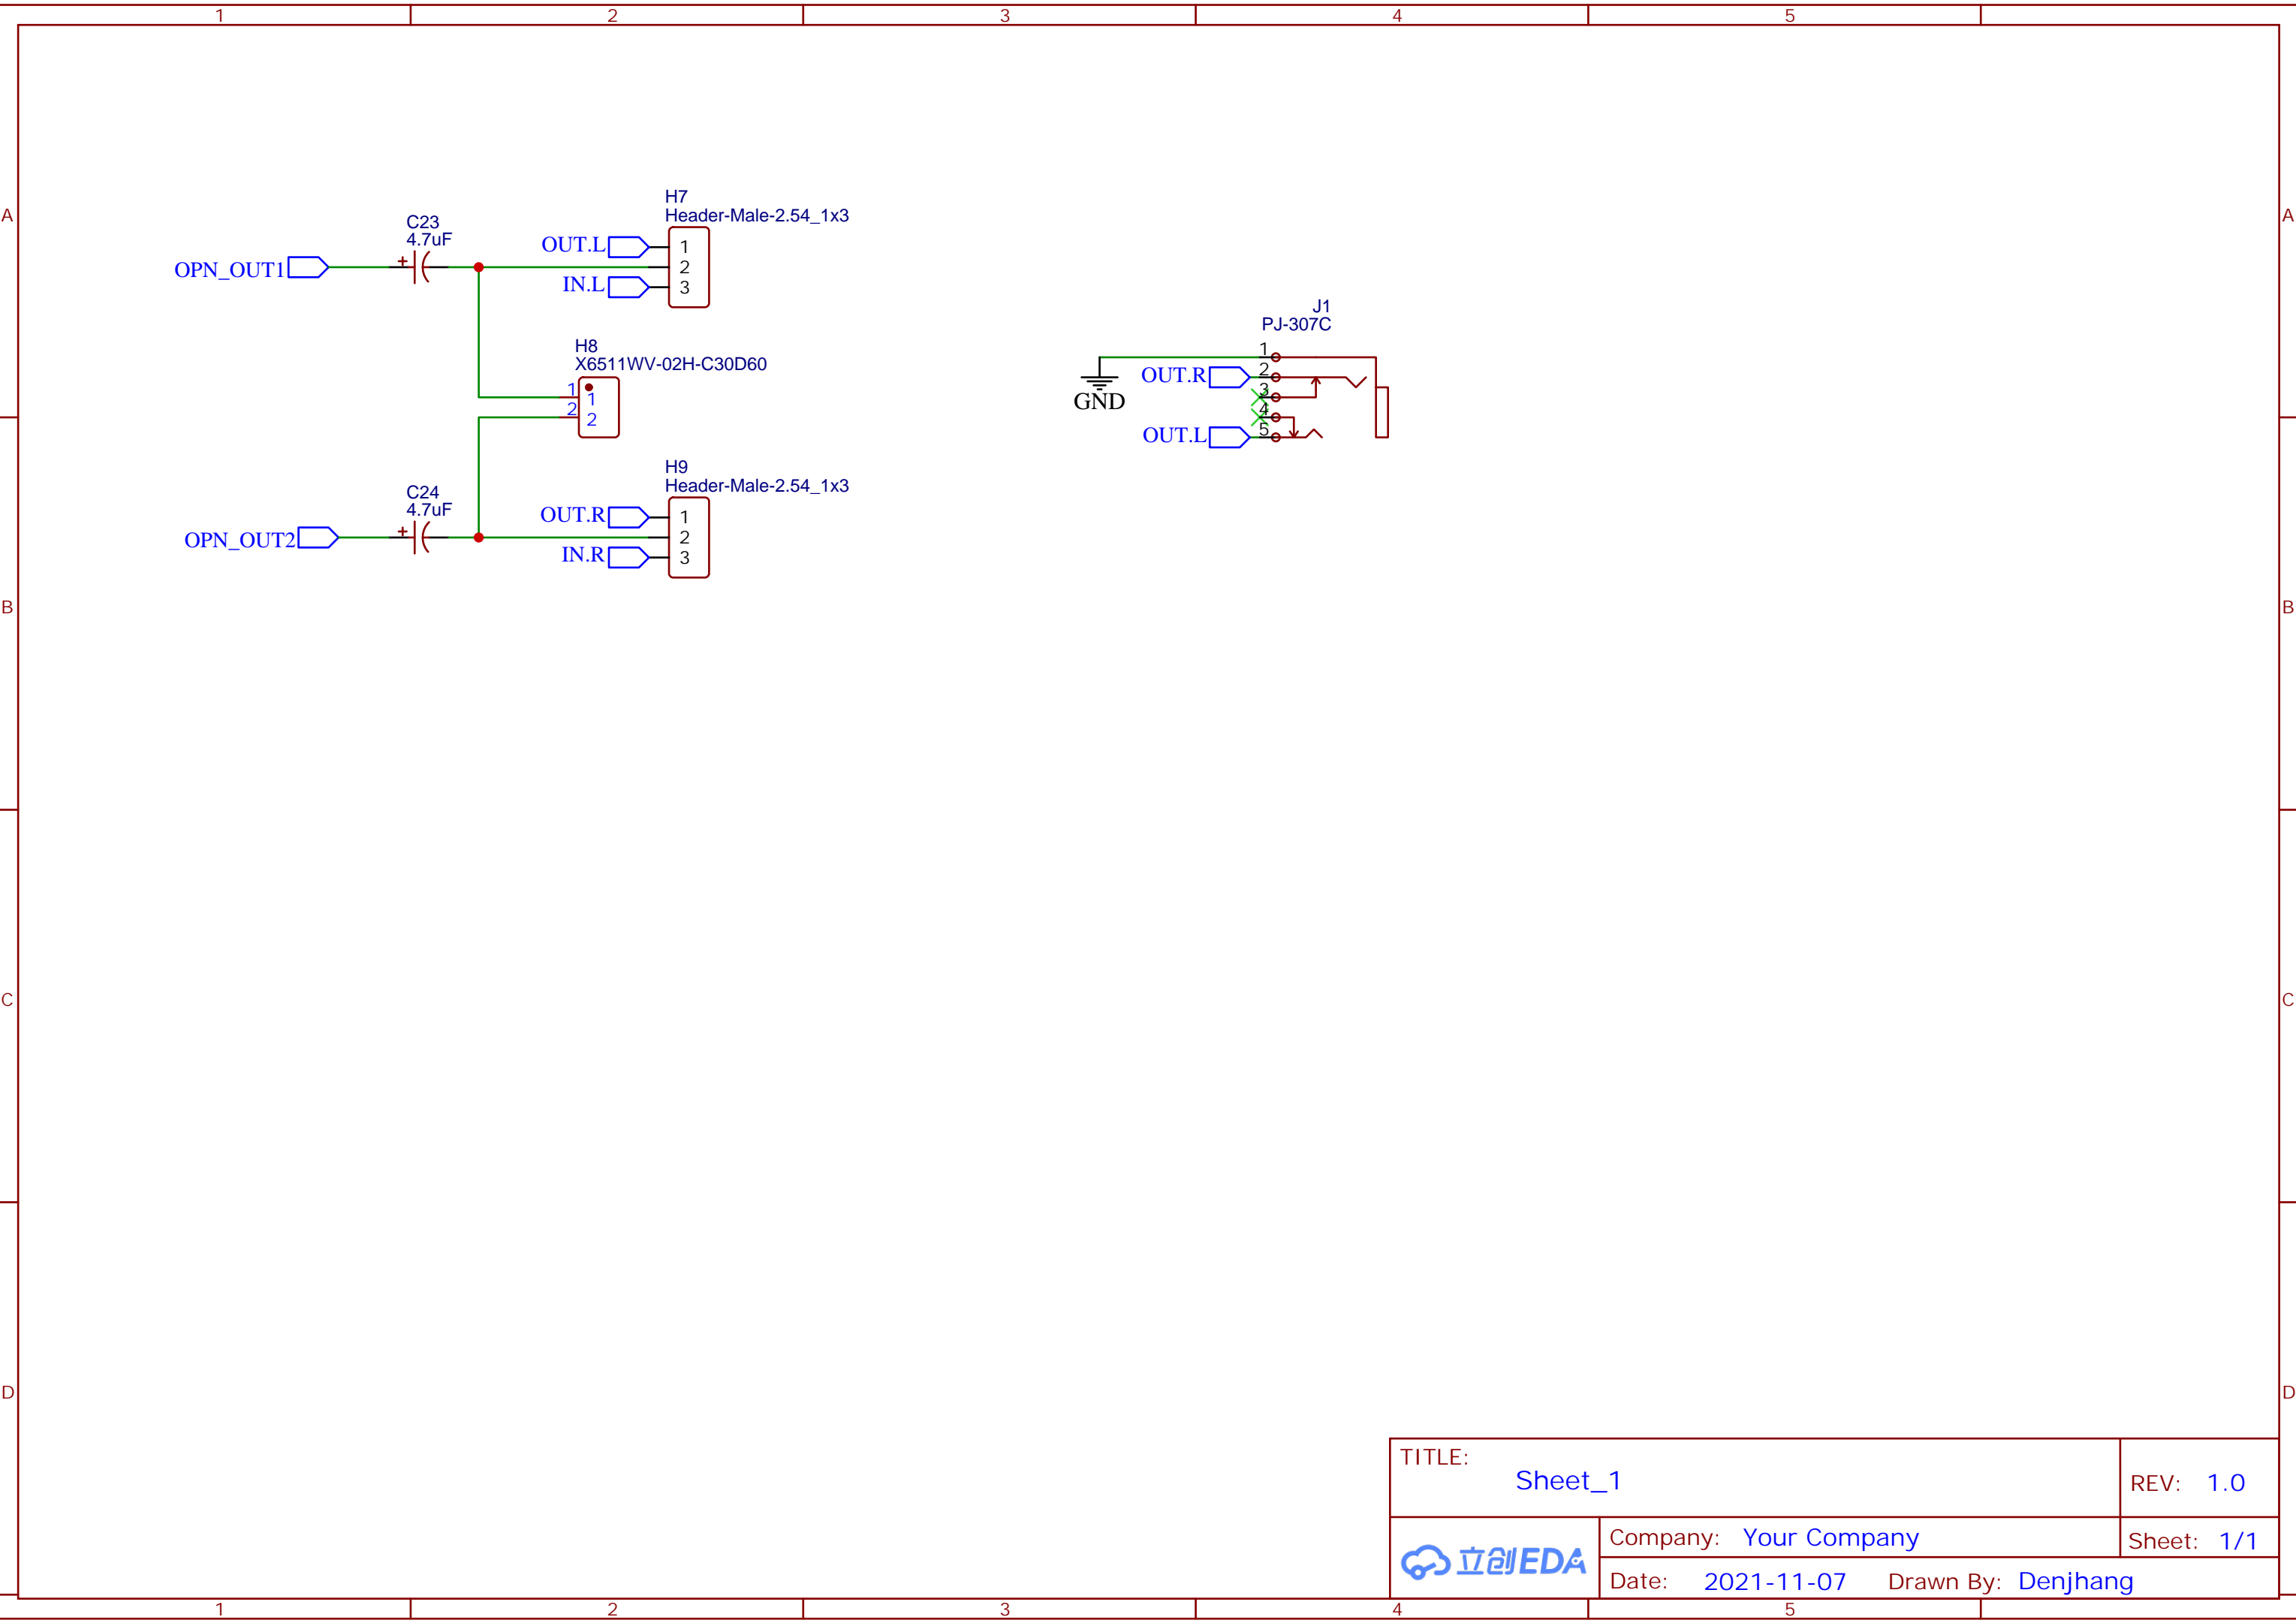 1 2 3 4 5
A A
H7
Header-Male-2.54_1x3
C23
4.7uF
OUT.L 1
OPN_OUT1 + 2
IN.L 3
J1
PJ-307C
H8
X6511WV-02H-C30D60
1 1
2 2
1
OUT.R 2
3
GND
4
OUT.L 5
H9
Header-Male-2.54_1x3
C24
4.7uF
OUT.R 1
OPN_OUT2 + 2
IN.R 3
B B
C C
D D
TITLE:
Sheet_1
REV: 1.0
立创EDA
Company: Your Company
Sheet: 1/1
Date: 2021-11-07 Drawn By: Denjhang
1 2 3 4 5